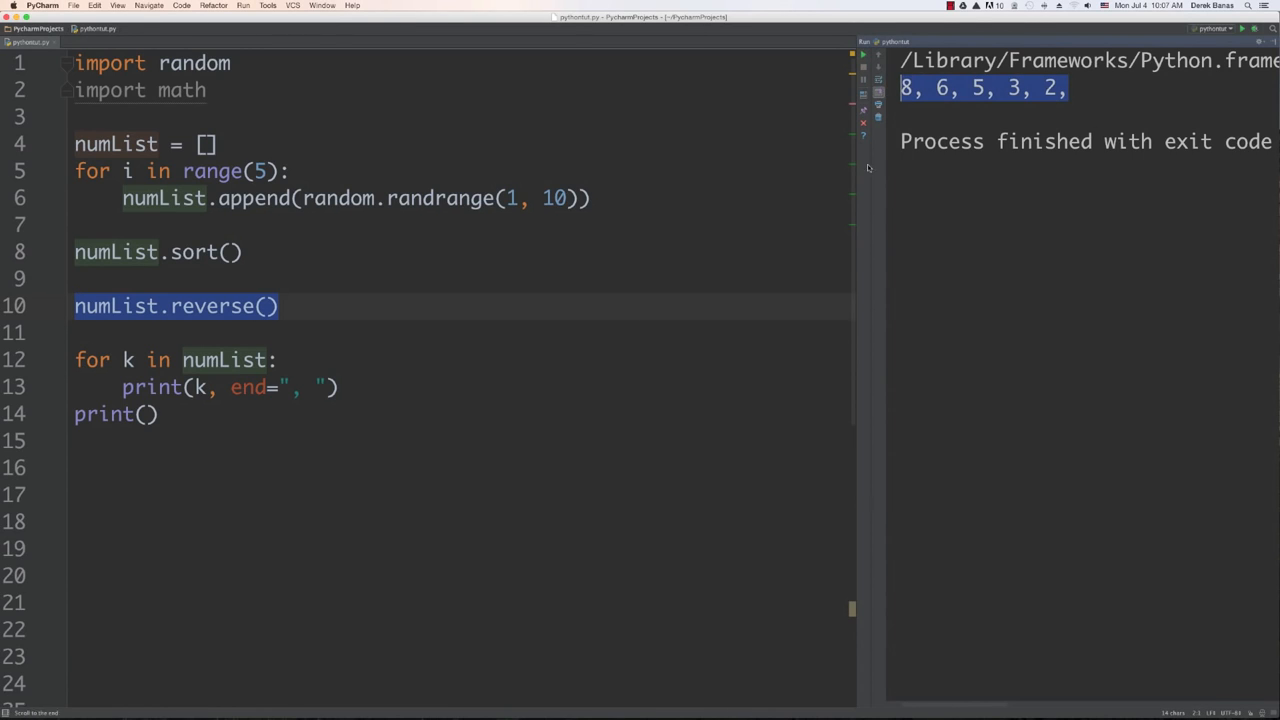 PyCharm File Edit View Navigate Code Refactor Run Tools VCS Window Help 10 Mon Jul 4 10:07 AM Derek Banas
pythontut.py - PycharmProjects - [~/PycharmProjects]
PycharmProjects pythontut.py pythontut
pythontut.py
Run: pythontut
1 import random
2 import math
3
4 numList = []
5 for i in range(5):
6 numList.append(random.randrange(1, 10))
7
8 numList.sort()
9
10 numList.reverse()
11
12 for k in numList:
13 print(k, end=", ")
14 print()
15
16
17
18
19
20
21
22
23
24
25
/Library/Frameworks/Python.frame
8, 6, 5, 3, 2,
Process finished with exit code
Scroll to the end
14 chars 2:1 LF≠ UTF-8≠